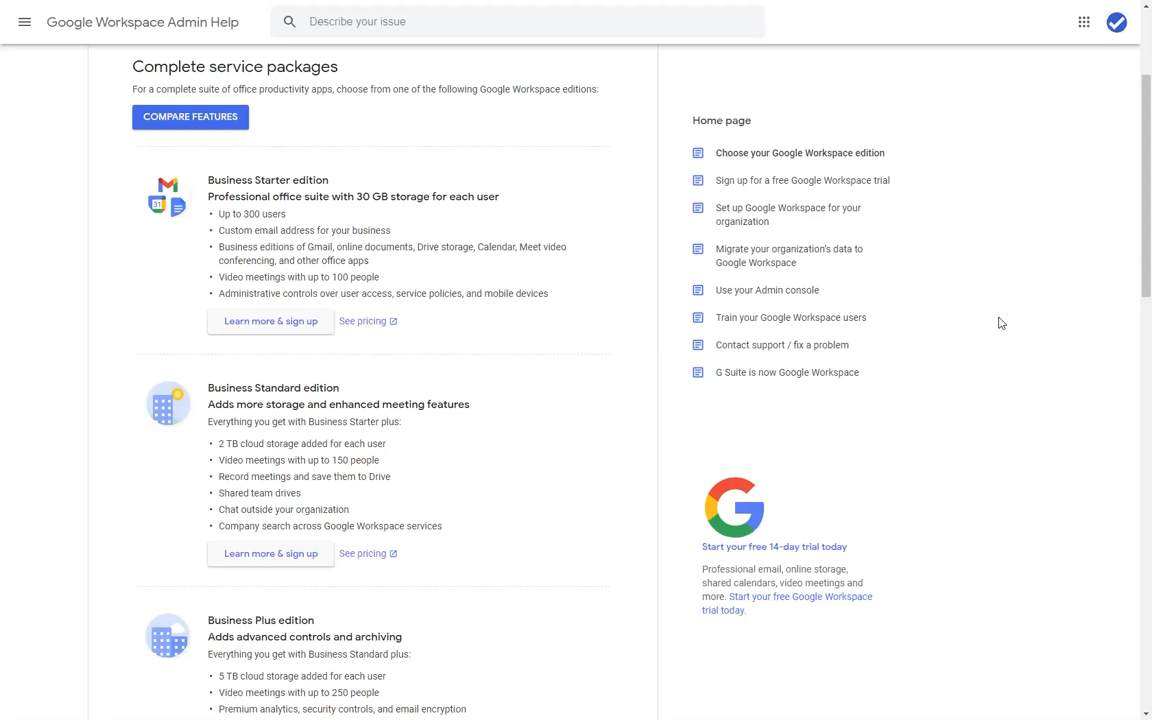 Google Workspace Admin Help
Describe your issue
Complete service packages
For a complete suite of office productivity apps, choose from one of the following Google Workspace editions:
COMPARE FEATURES
31
Business Starter edition
Professional office suite with 30 GB storage for each user
• Up to 300 users
• Custom email address for your business
• Business editions of Gmail, online documents, Drive storage, Calendar, Meet video
conferencing, and other office apps
• Video meetings with up to 100 people
• Administrative controls over user access, service policies, and mobile devices
Learn more & sign up
See pricing
Business Standard edition
Adds more storage and enhanced meeting features
Everything you get with Business Starter plus:
• 2 TB cloud storage added for each user
• Video meetings with up to 150 people
• Record meetings and save them to Drive
• Shared team drives
• Chat outside your organization
• Company search across Google Workspace services
Learn more & sign up
See pricing
Business Plus edition
Adds advanced controls and archiving
Everything you get with Business Standard plus:
• 5 TB cloud storage added for each user
• Video meetings with up to 250 people
• Premium analytics, security controls, and email encryption
Home page
Choose your Google Workspace edition
Sign up for a free Google Workspace trial
Set up Google Workspace for your
organization
Migrate your organization's data to
Google Workspace
Use your Admin console
Train your Google Workspace users
Contact support / fix a problem
G Suite is now Google Workspace
G
Start your free 14-day trial today
Professional email, online storage,
shared calendars, video meetings and
more. Start your free Google Workspace
trial today.